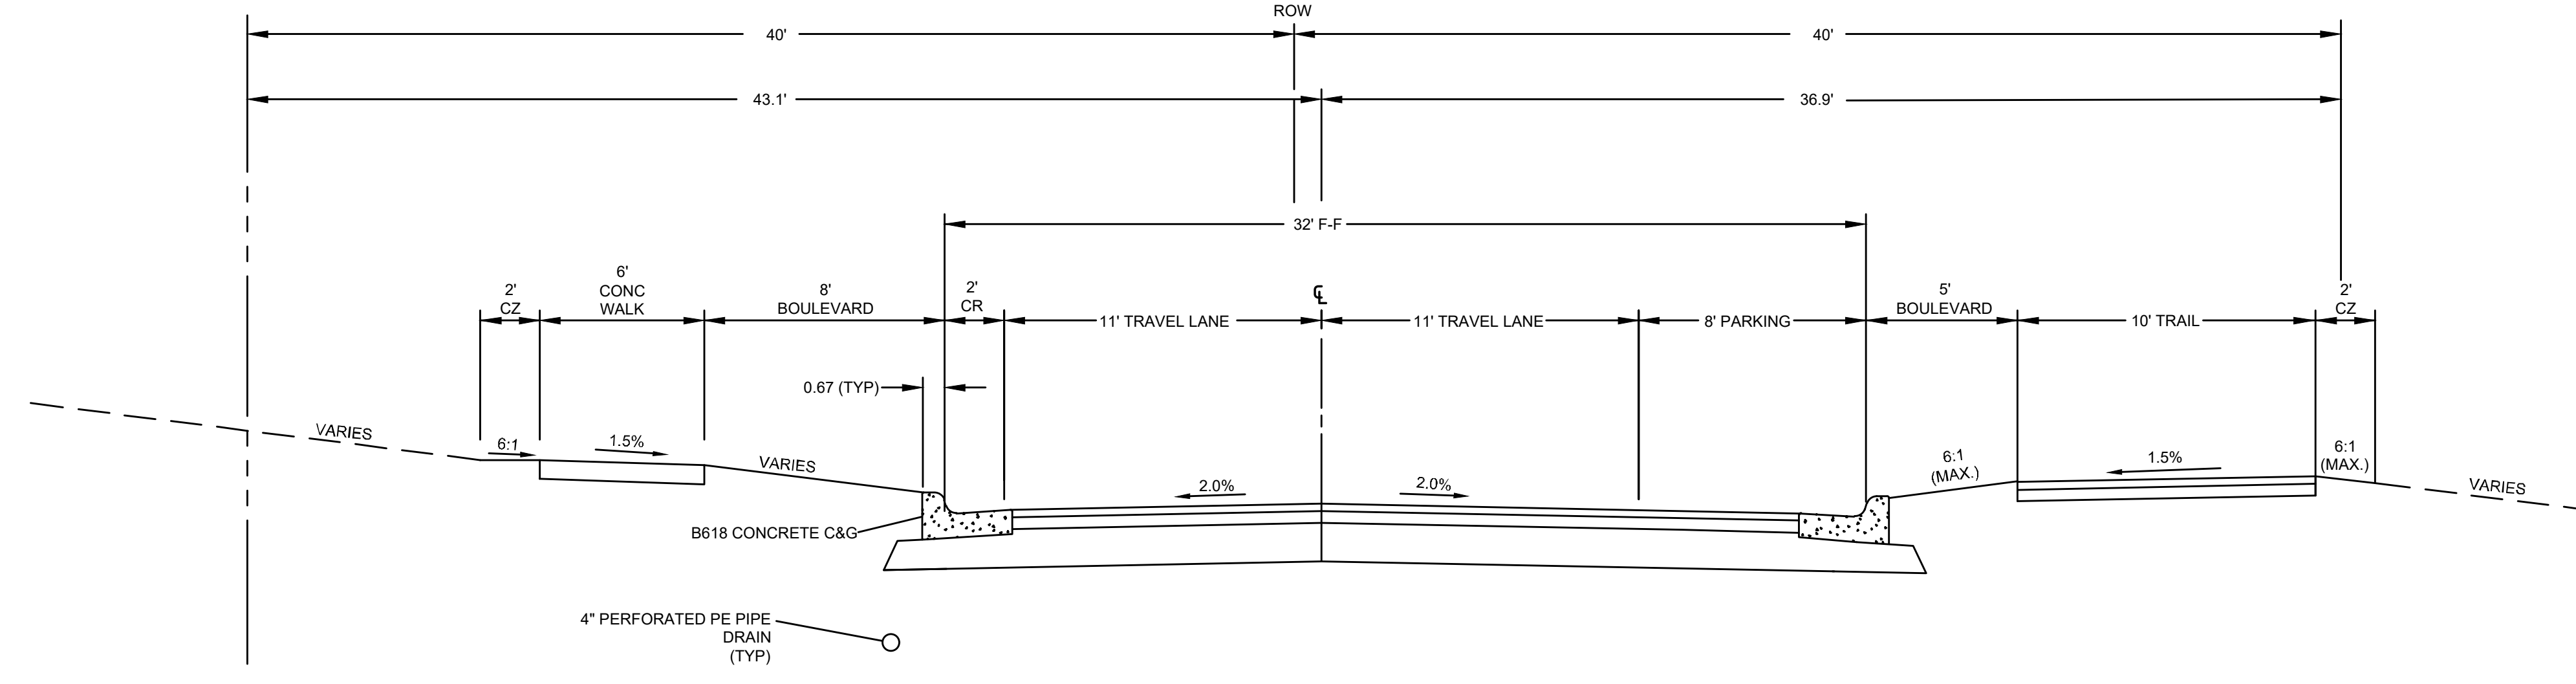 ROW
40'
40'
43.1'
36.9'
32' F-F
2'
CZ
6'
CONC
WALK
8'
BOULEVARD
2'
CR
11' TRAVEL LANE
℄
11' TRAVEL LANE
8' PARKING
5'
BOULEVARD
10' TRAIL
2'
CZ
0.67 (TYP)
VARIES
6:1
1.5%
VARIES
2.0%
2.0%
6:1
(MAX.)
1.5%
6:1
(MAX.)
VARIES
B618 CONCRETE C&G
4" PERFORATED PE PIPE
DRAIN
(TYP)